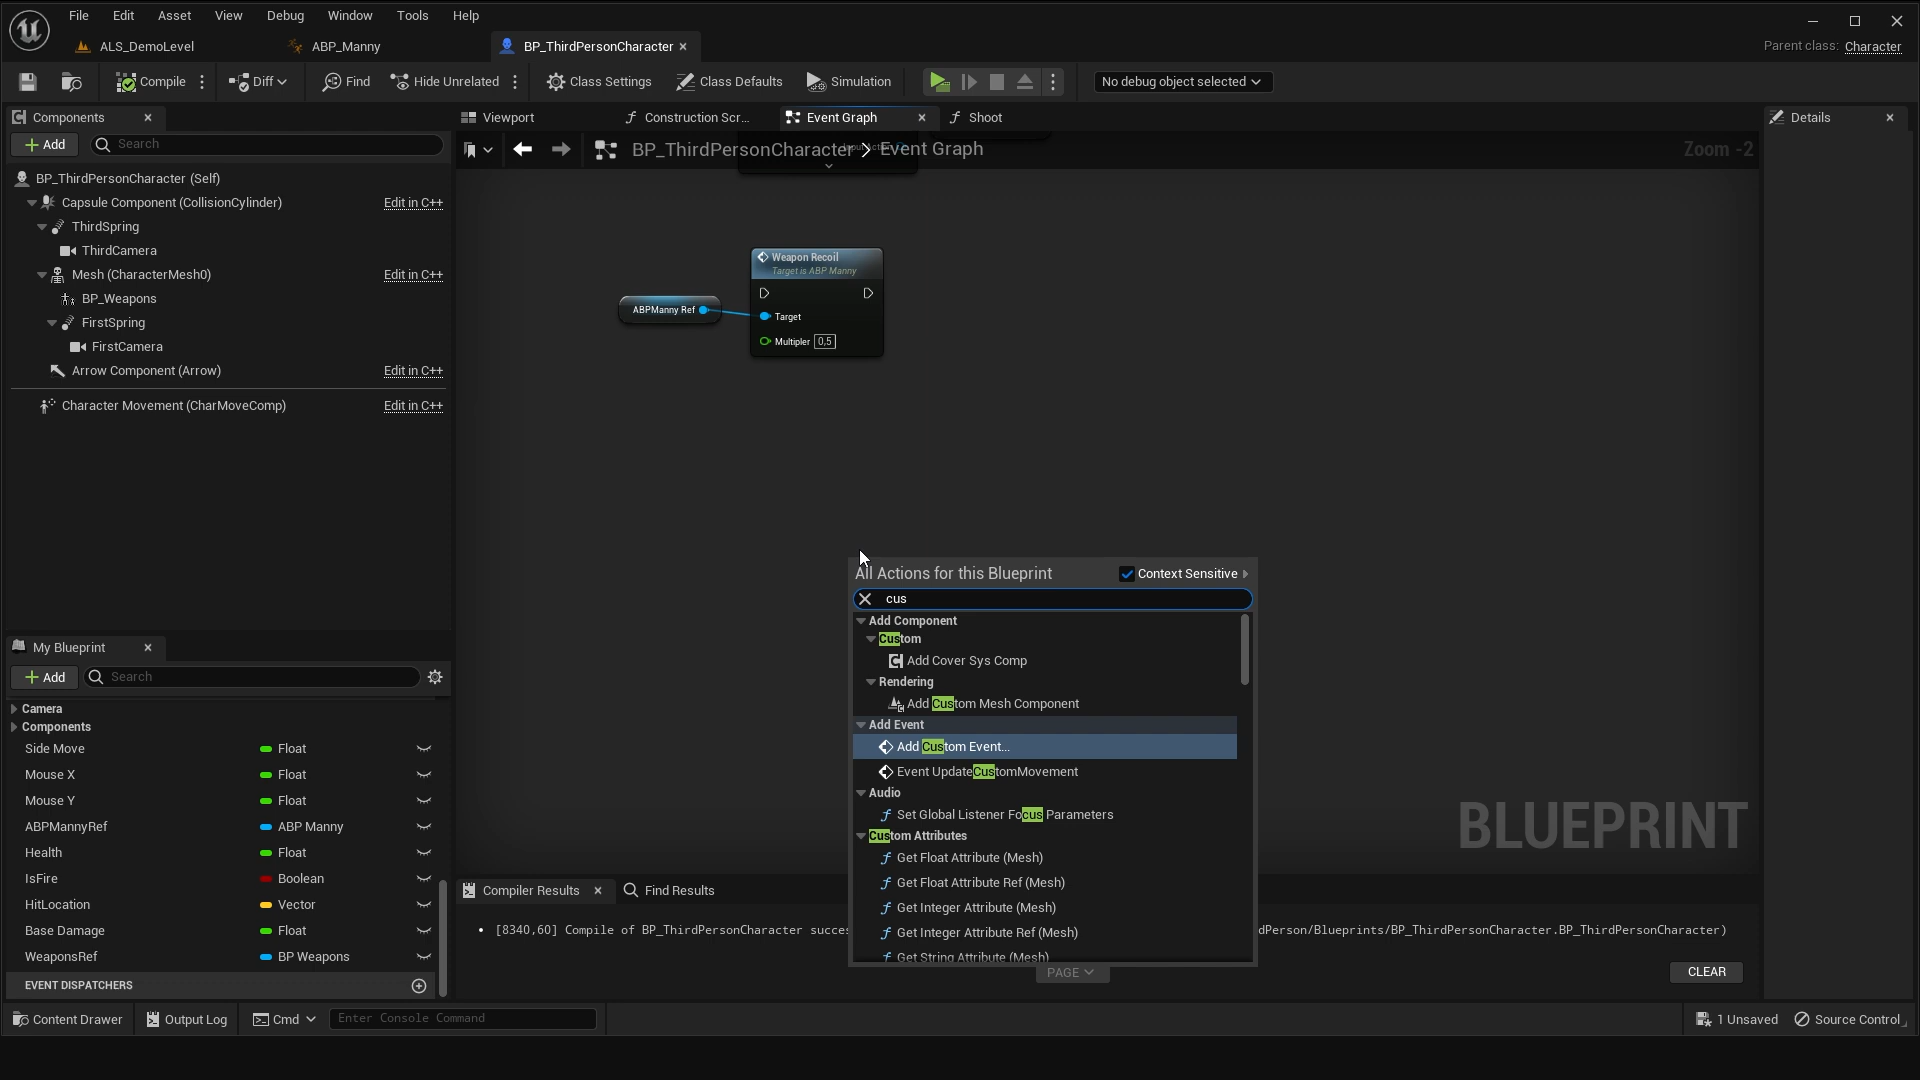 File Edit Asset View Debug Window Tools Help
ALS_DemoLevel ABP_Manny BP_ThirdPersonCharacter Parent class: Character
Compile Diff Find Hide Unrelated Class Settings Class Defaults Simulation No debug object selected
Components Viewport Construction Scr... Event Graph Shoot Details
Add Search BP_ThirdPersonCharacter Event Graph Zoom -2
BP_ThirdPersonCharacter (Self)
Capsule Component (CollisionCylinder) Edit in C++
ThirdSpring
ThirdCamera
Mesh (CharacterMesh0) Edit in C++
BP_Weapons
FirstSpring
FirstCamera
Arrow Component (Arrow) Edit in C++
Character Movement (CharMoveComp) Edit in C++
Weapon Recoil
Target is ABP Manny
ABPManny Ref
Target
Multipler 0,5
All Actions for this Blueprint Context Sensitive
cus
Add Component
Custom
Add Cover Sys Comp
Rendering
Add Custom Mesh Component
Add Event
Add Custom Event...
Event UpdateCustomMovement
Audio
Set Global Listener Focus Parameters
Custom Attributes
Get Float Attribute (Mesh)
Get Float Attribute Ref (Mesh)
Get Integer Attribute (Mesh)
Get Integer Attribute Ref (Mesh)
Get String Attribute (Mesh)
BLUEPRINT
My Blueprint
Add Search
Camera
Components
Side Move Float
Mouse X Float
Mouse Y Float
ABPMannyRef ABP Manny
Health Float
IsFire Boolean
HitLocation Vector
Base Damage Float
WeaponsRef BP Weapons
EVENT DISPATCHERS
Compiler Results Find Results
[8340,60] Compile of BP_ThirdPersonCharacter succes dPerson/Blueprints/BP_ThirdPersonCharacter.BP_ThirdPersonCharacter)
PAGE CLEAR
Content Drawer Output Log Cmd Enter Console Command 1 Unsaved Source Control